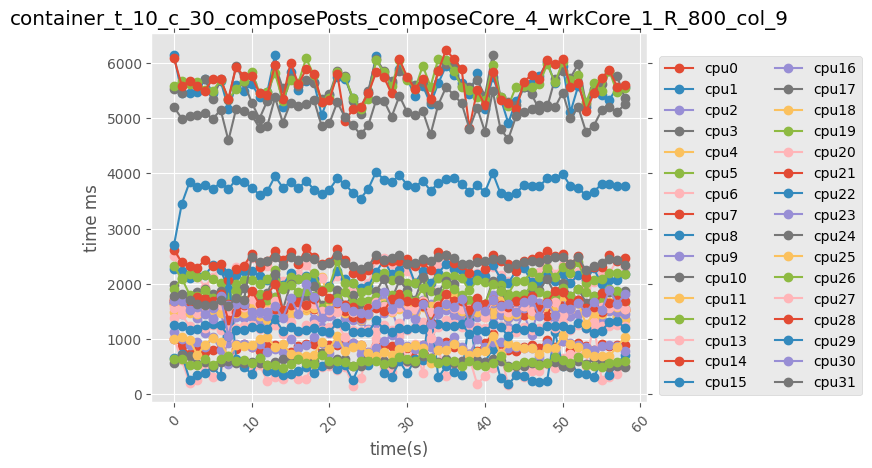 container_t_10_c_30_composePosts_composeCore_4_wrkCore_1_R_800_col_9
time ms
6000
5000
4000
3000
2000
1000
0
0
10
20
30
40
50
60
time(s)
cpu0
cpu1
cpu2
cpu3
cpu4
cpu5
cpu6
cpu7
cpu8
cpu9
cpu10
cpu11
cpu12
cpu13
cpu14
cpu15
cpu16
cpu17
cpu18
cpu19
cpu20
cpu21
cpu22
cpu23
cpu24
cpu25
cpu26
cpu27
cpu28
cpu29
cpu30
cpu31